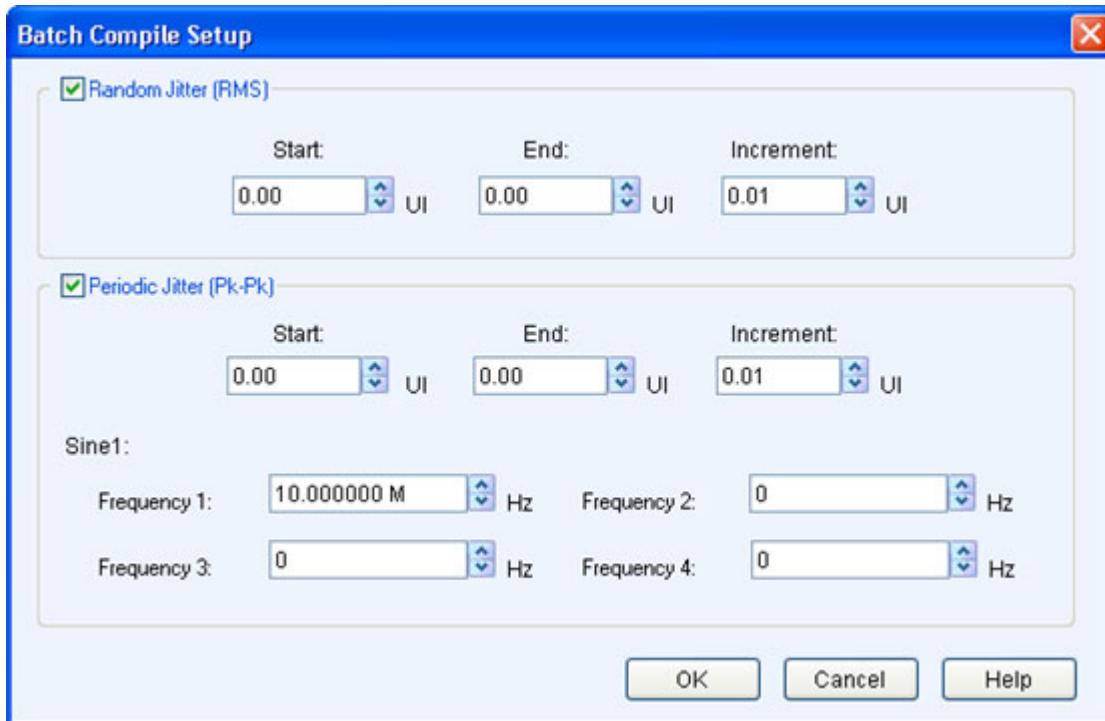 Batch Compile Setup
Random Jitter (RMS)
Start: End: Increment:
0.00 UI 0.00 UI 0.01 UI
Periodic Jitter (Pk-Pk)
Start: End: Increment:
0.00 UI 0.00 UI 0.01 UI
Sine1:
Frequency 1: 10.000000 M Hz Frequency 2: 0 Hz
Frequency 3: 0 Hz Frequency 4: 0 Hz
OK Cancel Help